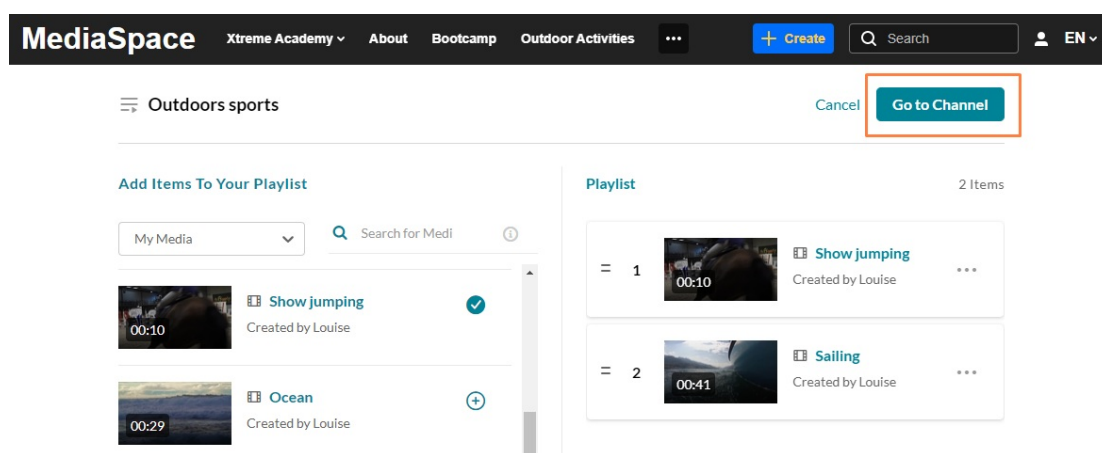 MediaSpace Xtreme Academy About Bootcamp Outdoor Activities ••• + Create Search EN
Outdoors sports Cancel Go to Channel
Add Items To Your Playlist
My Media Search for Medi
Show jumping
Created by Louise
00:10
Ocean
Created by Louise
00:29
Playlist 2 Items
1 00:10 Show jumping
Created by Louise
2 00:41 Sailing
Created by Louise